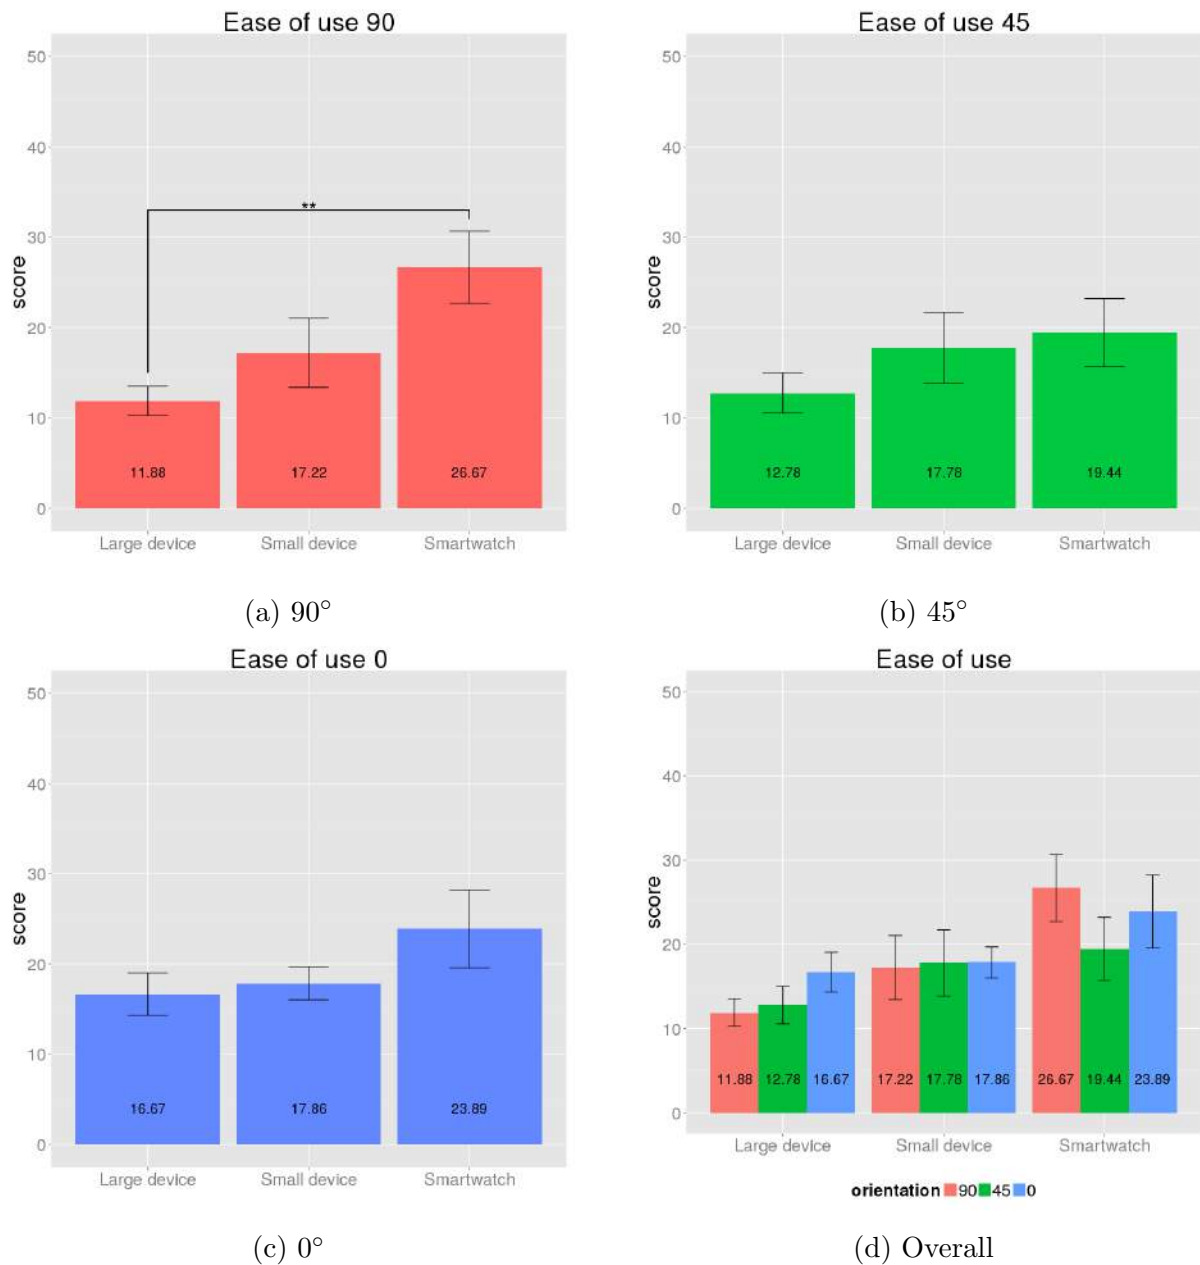 Ease of use 90
50
40
30
20
10
0
score
**
11.88 17.22 26.67
Large device Small device Smartwatch
(a) 90°
Ease of use 45
50
40
30
20
10
0
score
12.78 17.78 19.44
Large device Small device Smartwatch
(b) 45°
Ease of use 0
50
40
30
20
10
0
score
16.67 17.86 23.89
Large device Small device Smartwatch
(c) 0°
Ease of use
50
40
30
20
10
0
score
11.88 12.78 16.67 17.22 17.78 17.86 26.67 19.44 23.89
Large device Small device Smartwatch
orientation 90 45 0
(d) Overall